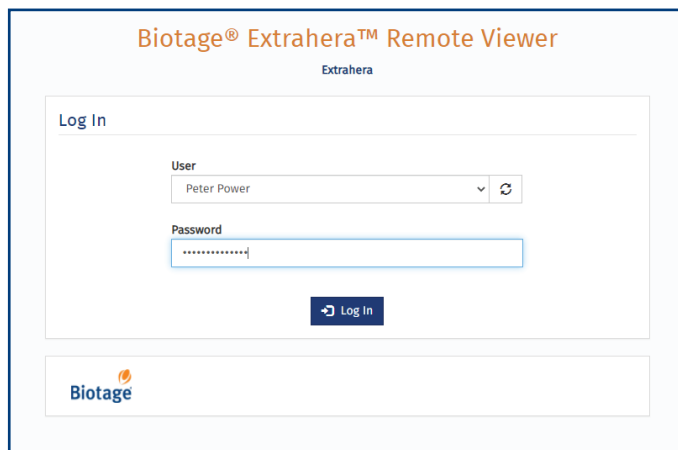 Biotage® Extrahera™ Remote Viewer
Extrahera
Log In
User
Peter Power
Password
••••••••••••••
Log In
Biotage